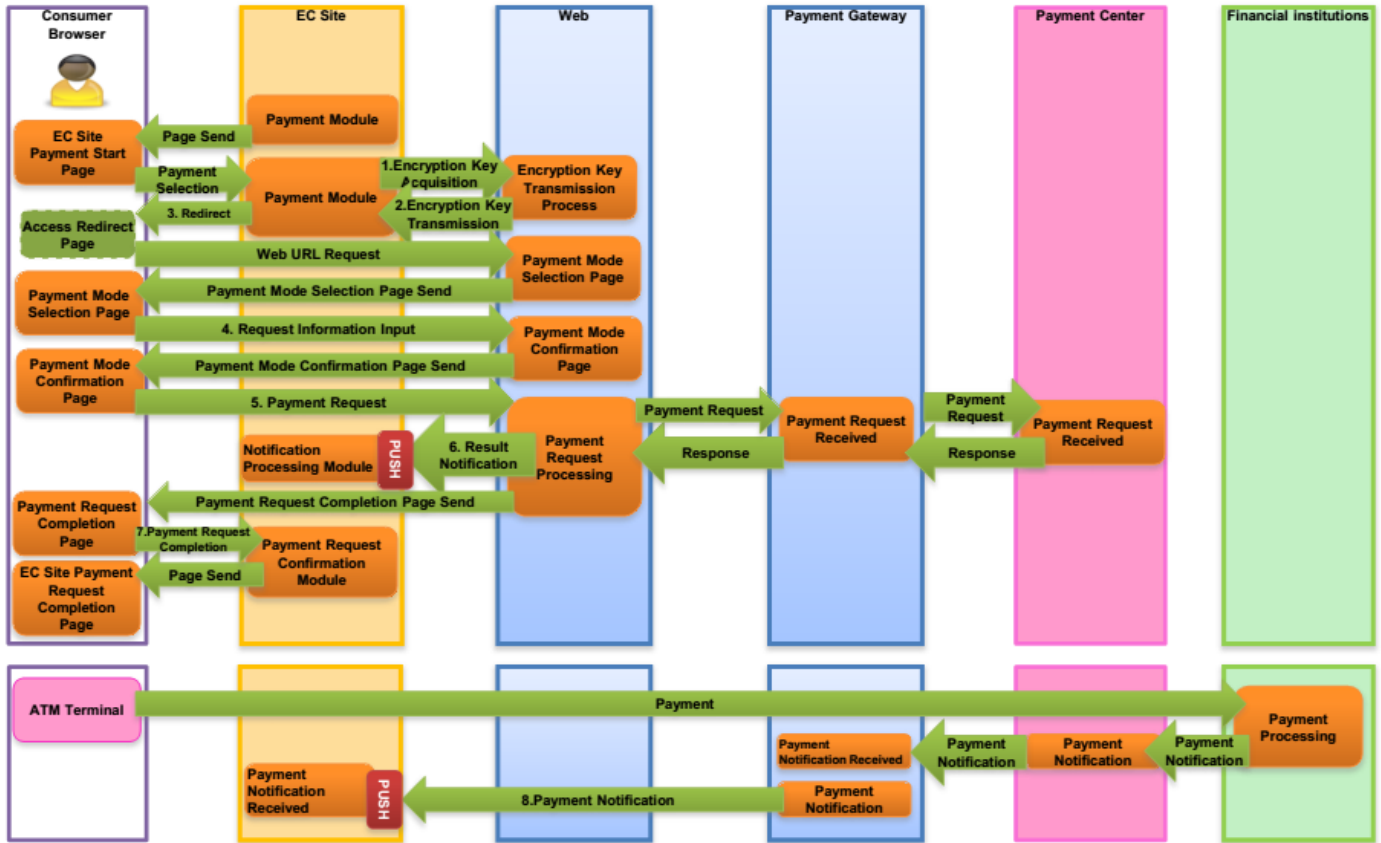 Consumer
Browser
EC Site
Web
Payment Gateway
Payment Center
Financial institutions
Payment Module
EC Site
Payment Start
Page
Page Send
Payment
Selection
Payment Module
1.Encryption Key
Acquisition
2.Encryption Key
Transmission
Encryption Key
Transmission
Process
3. Redirect
Access Redirect
Page
Web URL Request
Payment Mode
Selection Page
Payment Mode Selection Page Send
Payment Mode
Selection Page
4. Request Information Input
Payment Mode
Confirmation
Page
Payment Mode Confirmation Page Send
Payment Mode
Confirmation
Page
5. Payment Request
Payment
Request
Processing
Payment Request
Payment Request
Received
Payment
Request
Payment Request
Received
Response
Response
6. Result
Notification
PUSH
Notification
Processing Module
Payment Request Completion Page Send
Payment Request
Completion
Page
7.Payment Request
Completion
Payment Request
Confirmation
Module
Page Send
EC Site Payment
Request
Completion
Page
ATM Terminal
Payment
Payment
Processing
Payment
Notification
Payment
Notification
Payment
Notification
Payment
Notification Received
Payment
Notification
8.Payment Notification
PUSH
Payment
Notification
Received